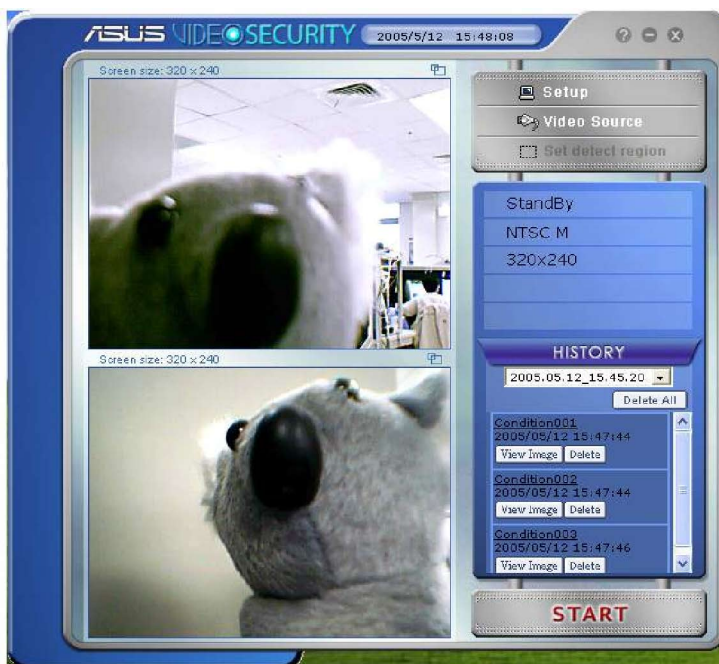 ASUS VIDEO SECURITY 2005/5/12 15:48:08
Screen size: 320 x 240
Setup
Video Source
Set detect region
StandBy
NTSC M
320x240
Screen size: 320 x 240
HISTORY
2005.05.12_15.45.20
Delete All
Condition001
2005/05/12 15:47:44
View Image Delete
Condition002
2005/05/12 15:47:44
View Image Delete
Condition003
2005/05/12 15:47:46
View Image Delete
START